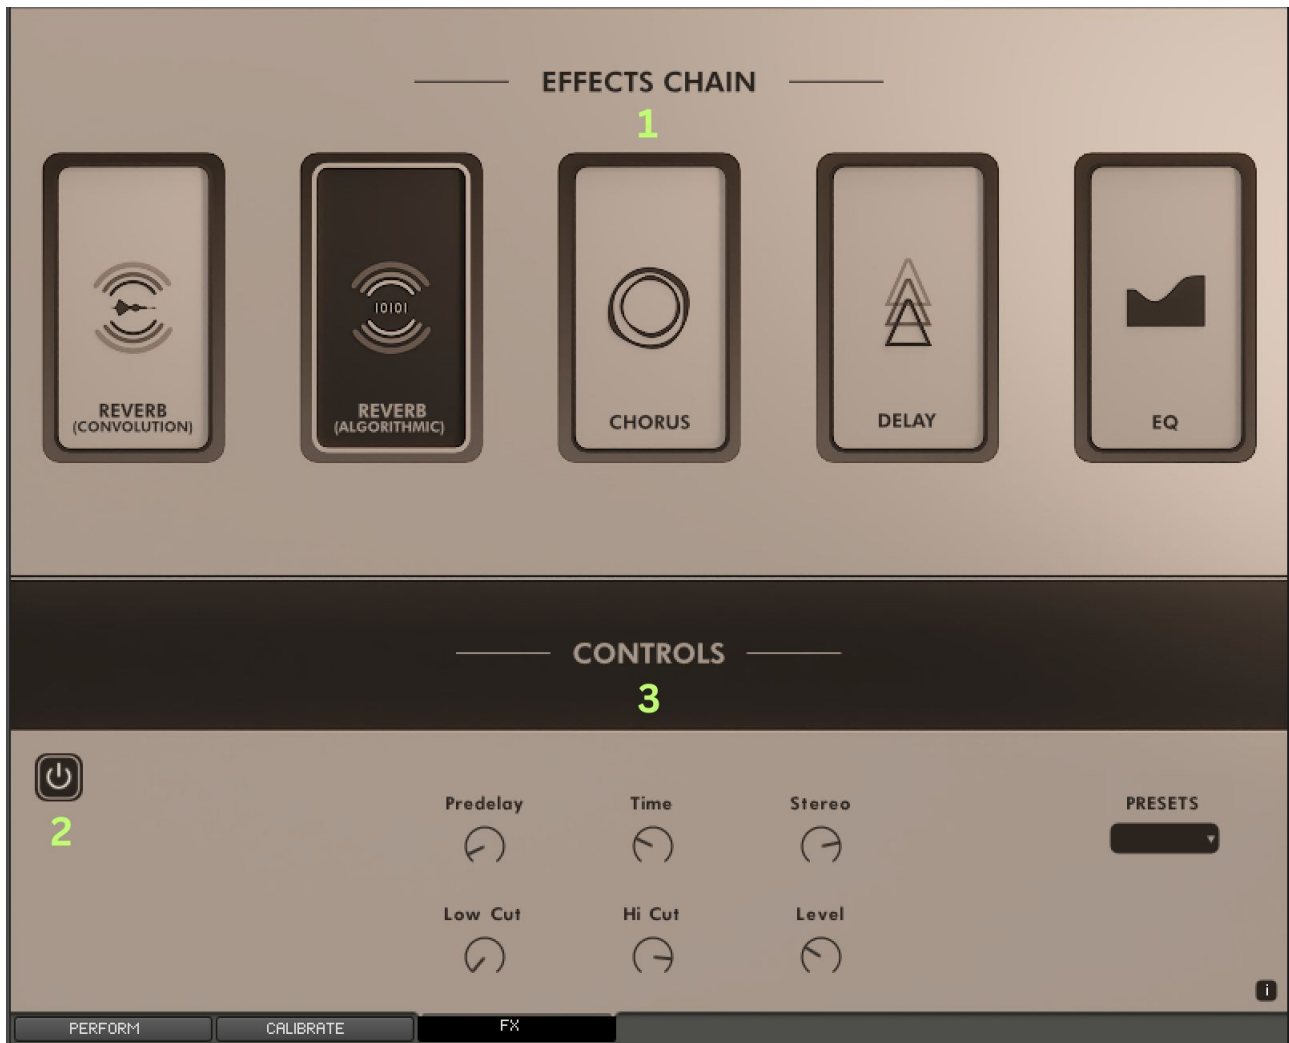 EFFECTS CHAIN
1
REVERB
(CONVOLUTION)
10101
REVERB
(ALGORITHMIC)
CHORUS
DELAY
EQ
CONTROLS
3
2
Predelay Time Stereo
PRESETS
Low Cut Hi Cut Level
i
PERFORM CALIBRATE FX